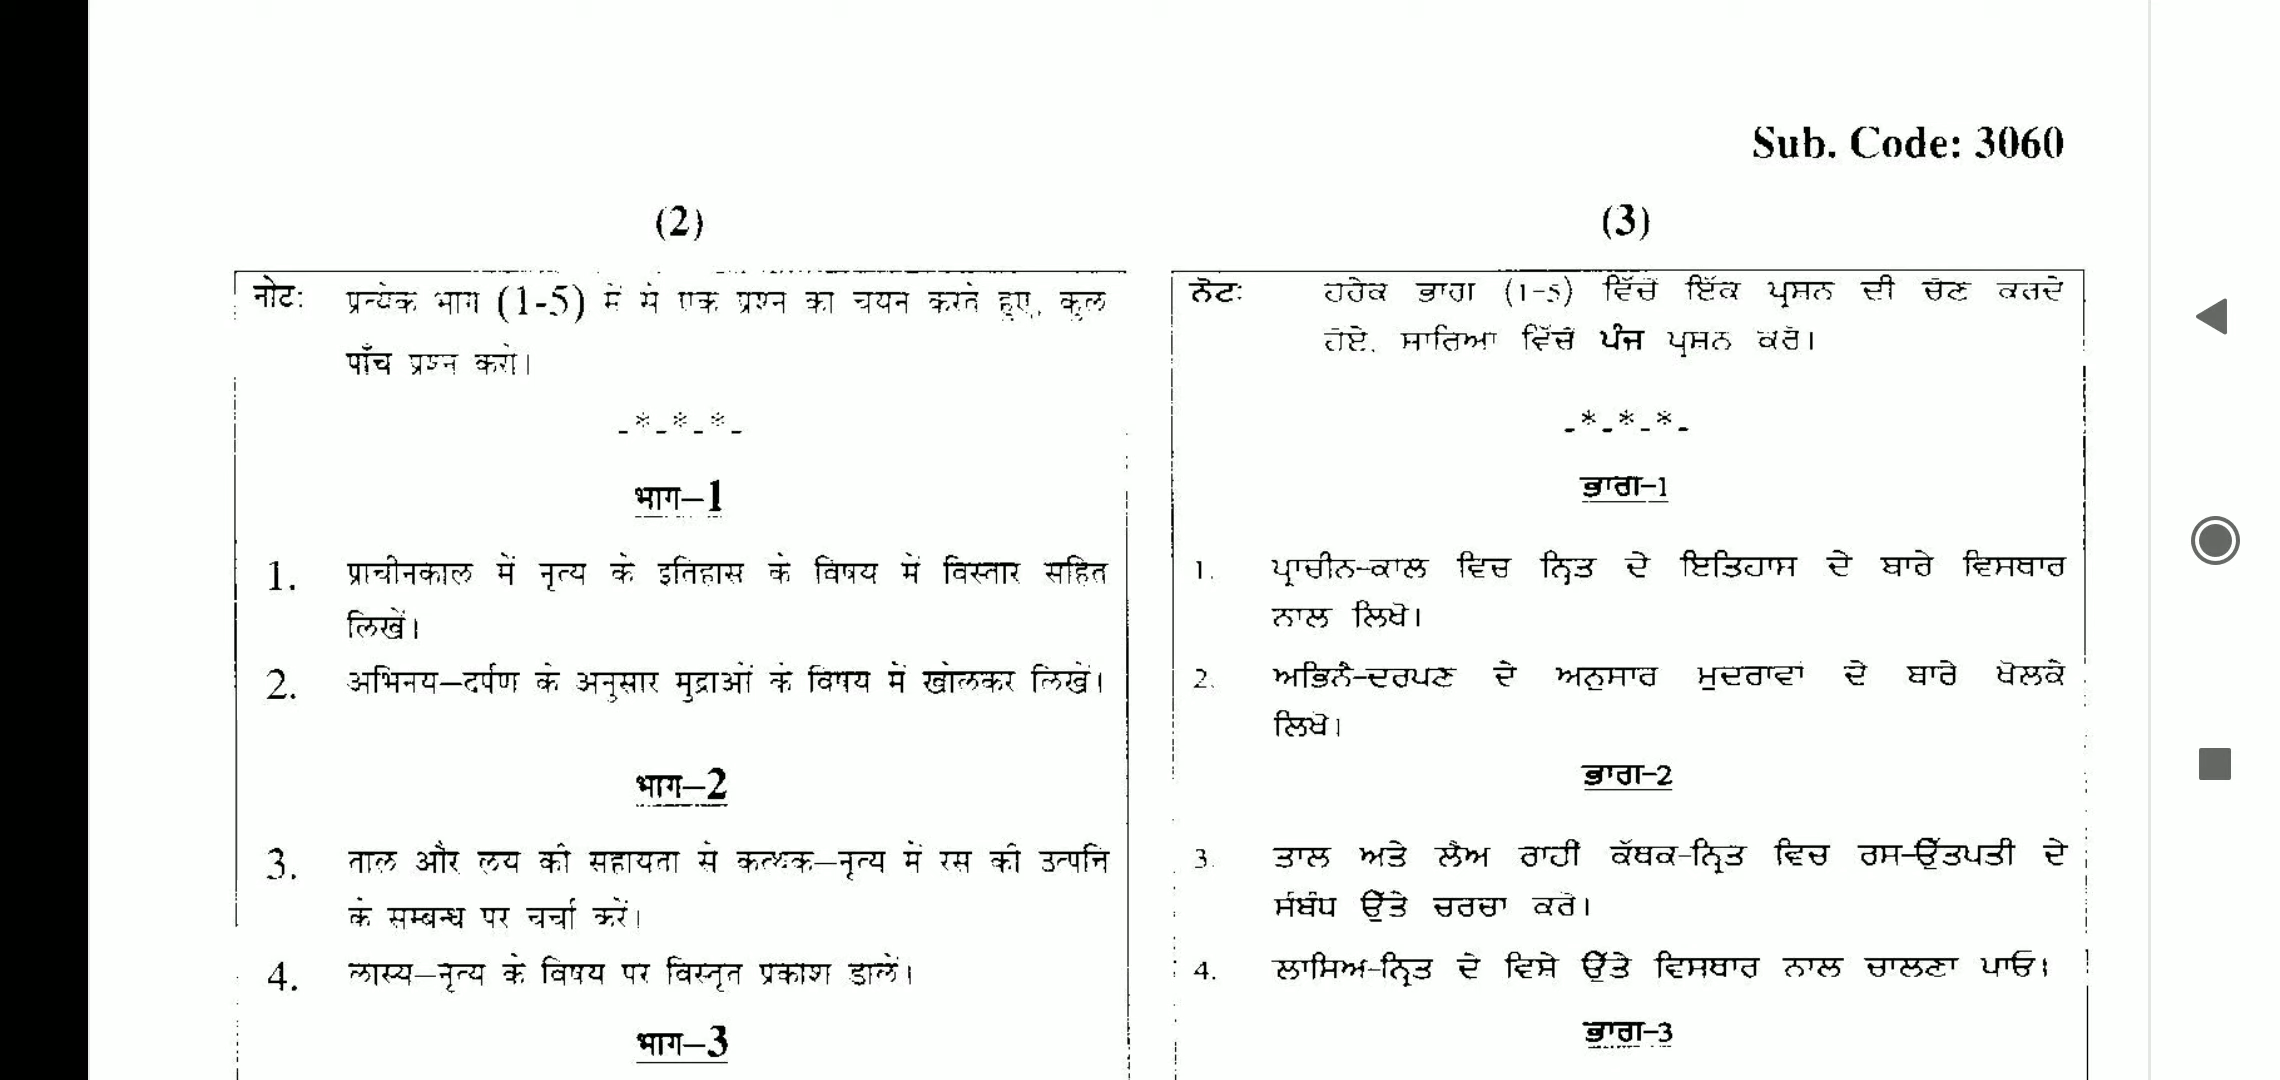 Sub. Code: 3060
(2)
नोट: प्रत्येक भाग (1-5) में से एक प्रश्न का चयन करते हुए, कुल
पाँच प्रश्न करो।
-*-*-*-
भाग–1
1. प्राचीनकाल में नृत्य के इतिहास के विषय में विस्तार सहित
लिखें।
2. अभिनय–दर्पण के अनुसार मुद्राओं के विषय में खोलकर लिखें।
भाग–2
3. ताल और लय की सहायता से कत्थक–नृत्य में रस की उत्पत्ति
के सम्बन्ध पर चर्चा करें।
4. लास्य–नृत्य के विषय पर विस्तृत प्रकाश डालें।
भाग–3
(3)
ਨੋਟ: ਹਰੇਕ ਭਾਗ (1-5) ਵਿੱਚੋਂ ਇੱਕ ਪ੍ਰਸ਼ਨ ਦੀ ਚੋਣ ਕਰਦੇ
ਹੋਏ, ਸਾਰਿਆ ਵਿੱਚੋਂ ਪੰਜ ਪ੍ਰਸ਼ਨ ਕਰੋ।
-*-*-*-
ਭਾਗ-1
1. ਪ੍ਰਾਚੀਨ-ਕਾਲ ਵਿਚ ਨ੍ਰਿਤ ਦੇ ਇਤਿਹਾਸ ਦੇ ਬਾਰੇ ਵਿਸਥਾਰ
ਨਾਲ ਲਿਖੋ।
2. ਅਭਿਨੈ-ਦਰਪਣ ਦੇ ਅਨੁਸਾਰ ਮੁਦਰਾਵਾਂ ਦੇ ਬਾਰੇ ਖੋਲਕੇ
ਲਿਖੋ।
ਭਾਗ-2
3. ਤਾਲ ਅਤੇ ਲੈਅ ਰਾਹੀਂ ਕੱਥਕ-ਨ੍ਰਿਤ ਵਿਚ ਰਸ-ਉੱਤਪਤੀ ਦੇ
ਸੰਬੰਧ ਉੱਤੇ ਚਰਚਾ ਕਰੋ।
4. ਲਾਸਿਅ-ਨ੍ਰਿਤ ਦੇ ਵਿਸ਼ੇ ਉੱਤੇ ਵਿਸਥਾਰ ਨਾਲ ਚਾਲਣਾ ਪਾਓ।
ਭਾਗ-3